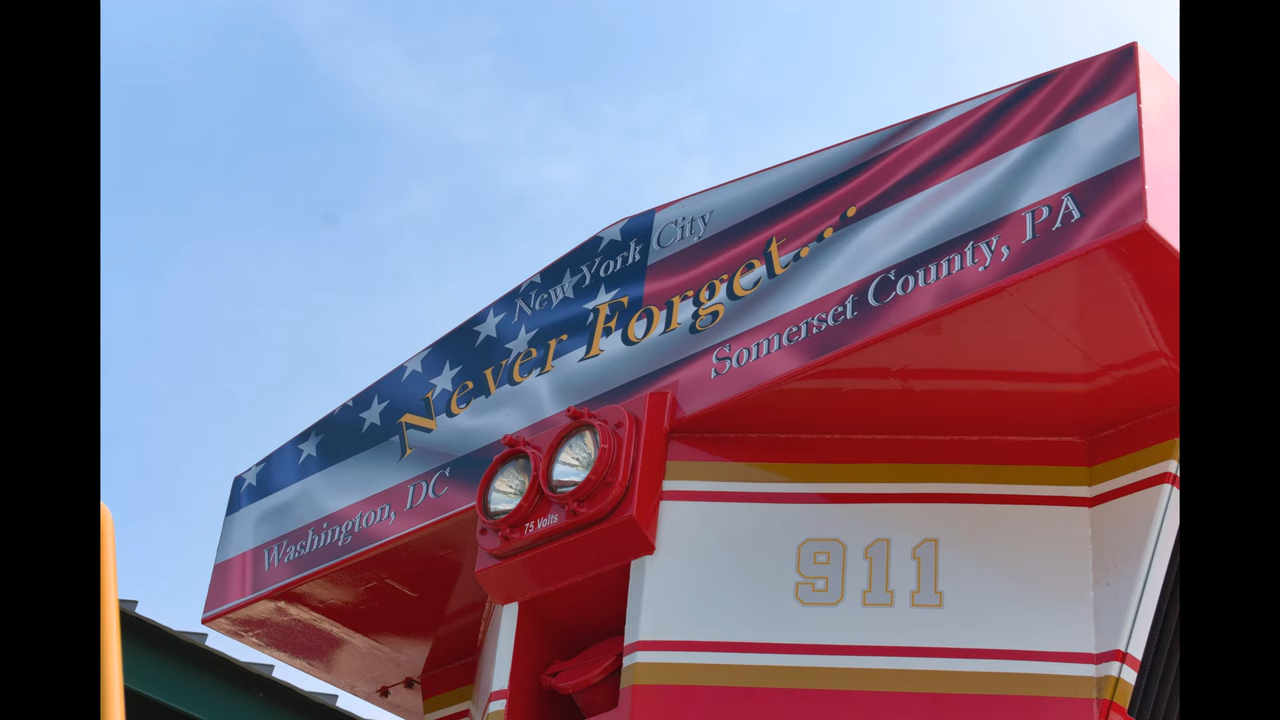 New York City
Never Forget...
Washington, DC
Somerset County, PA
75 Volts
911